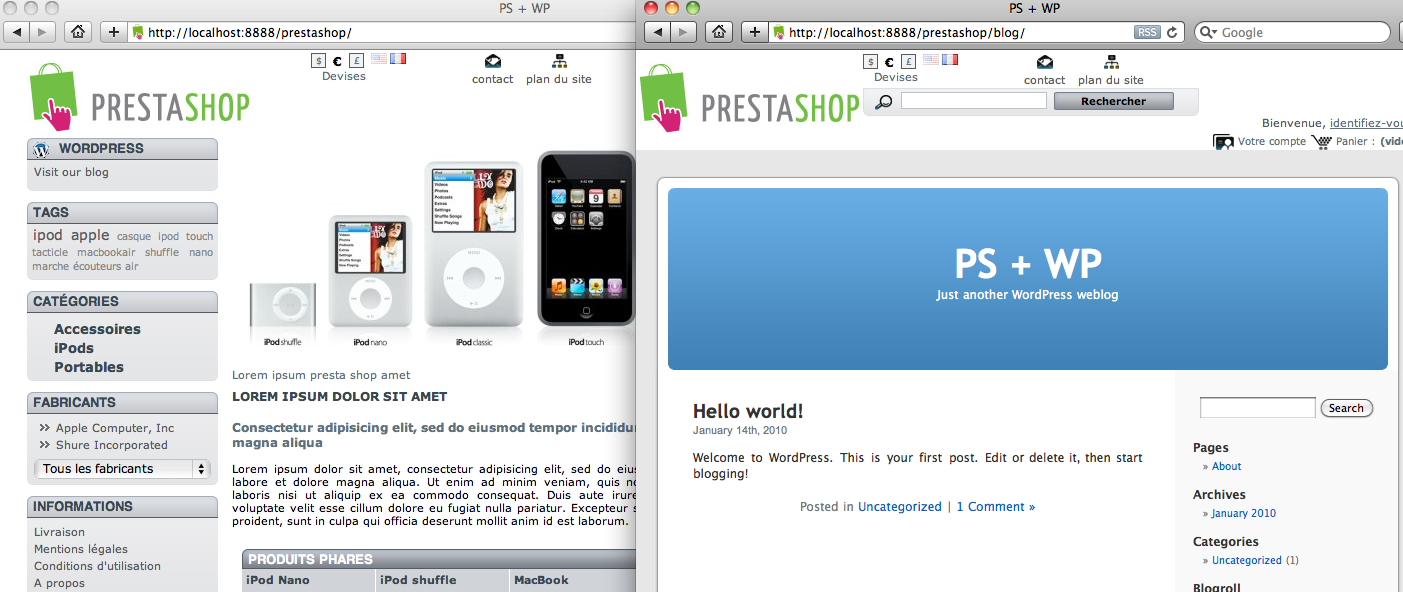 PS + WP
http://localhost:8888/prestashop/
$ € £
Devises
contact
plan du site
PRESTASHOP
WORDPRESS
Visit our blog
TAGS
ipod apple casque ipod touch
tacticle macbookair shuffle nano
marche écouteurs air
CATÉGORIES
Accessoires
iPods
Portables
FABRICANTS
Apple Computer, Inc
Shure Incorporated
Tous les fabricants
INFORMATIONS
Livraison
Mentions légales
Conditions d'utilisation
A propos
iPod shuffle
iPod nano
iPod classic
iPod touch
Lorem ipsum presta shop amet
LOREM IPSUM DOLOR SIT AMET
Consectetur adipisicing elit, sed do eiusmod tempor incididu
magna aliqua
Lorem ipsum dolor sit amet, consectetur adipisicing elit, sed do eius
labore et dolore magna aliqua. Ut enim ad minim veniam, quis no
laboris nisi ut aliquip ex ea commodo consequat. Duis aute irure
voluptate velit esse cillum dolore eu fugiat nulla pariatur. Excepteur s
proident, sunt in culpa qui officia deserunt mollit anim id est laborum.
PRODUITS PHARES
iPod Nano
iPod shuffle
MacBook
PS + WP
http://localhost:8888/prestashop/blog/
RSS
Google
$ € £
Devises
contact
plan du site
PRESTASHOP
Rechercher
Bienvenue, identifiez-vou
Votre compte
Panier : (vide
PS + WP
Just another WordPress weblog
Hello world!
January 14th, 2010
Welcome to WordPress. This is your first post. Edit or delete it, then start
blogging!
Posted in Uncategorized | 1 Comment »
Search
Pages
» About
Archives
» January 2010
Categories
» Uncategorized (1)
Blogroll